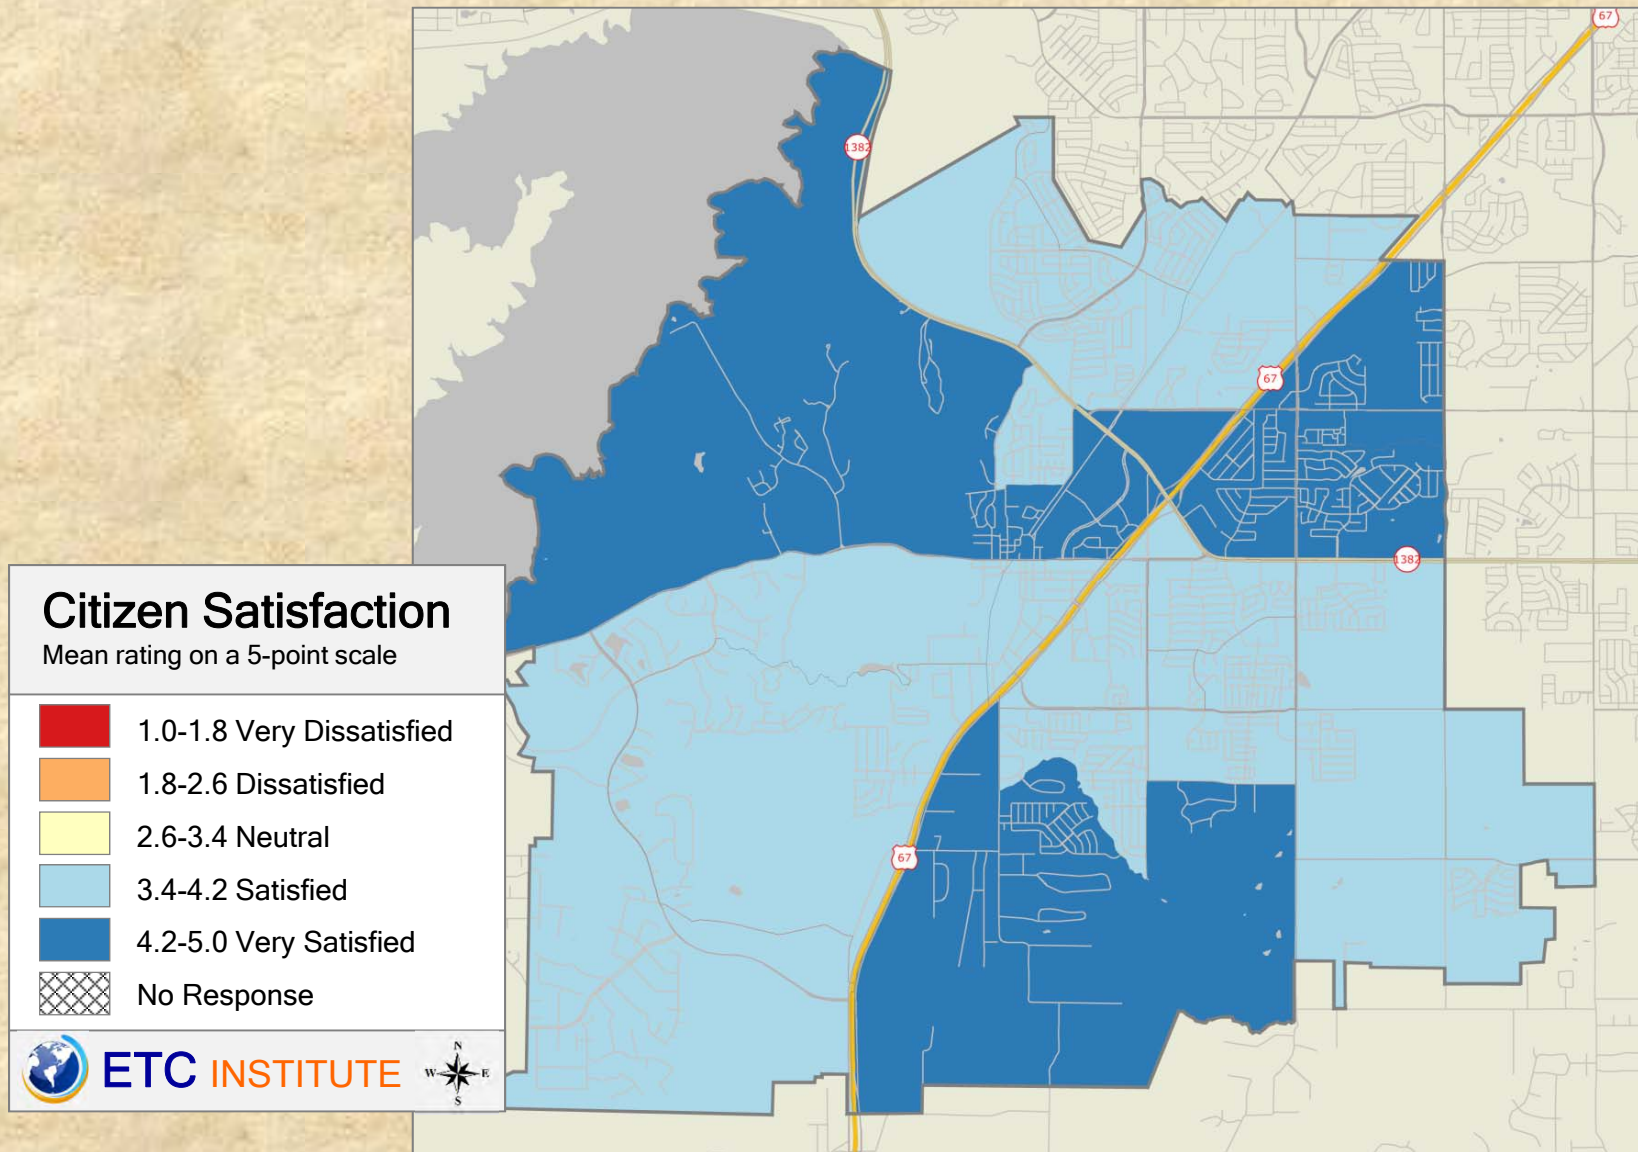 67
1382
67
1382
Citizen Satisfaction
Mean rating on a 5-point scale
1.0-1.8 Very Dissatisfied
1.8-2.6 Dissatisfied
2.6-3.4 Neutral
3.4-4.2 Satisfied
67
4.2-5.0 Very Satisfied
No Response
ETC INSTITUTE
N
W E
S